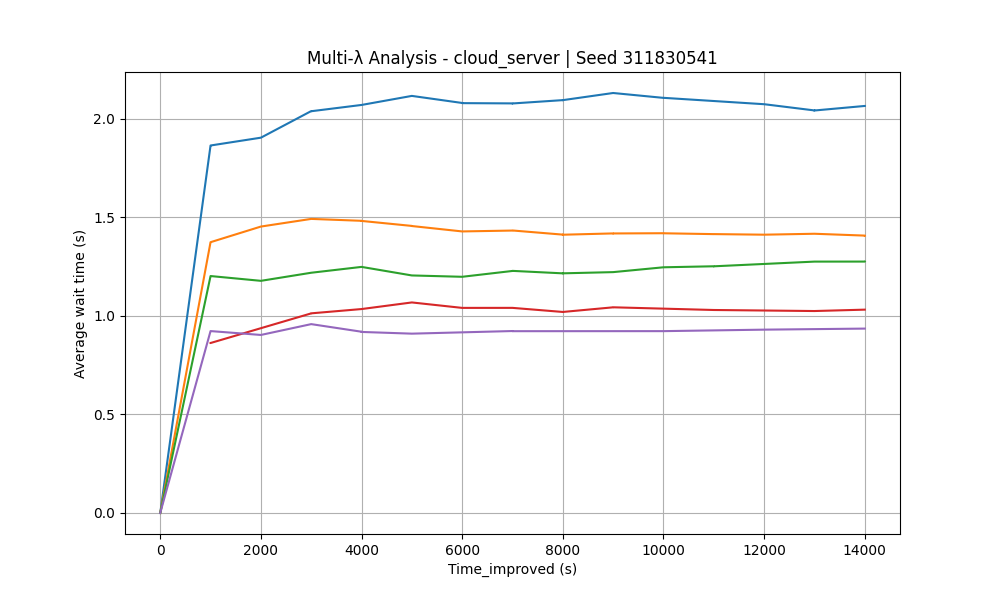 Multi-λ Analysis - cloud_server | Seed 311830541
Average wait time (s)
2.0
1.5
1.0
0.5
0.0
0 2000 4000 6000 8000 10000 12000 14000
Time_improved (s)